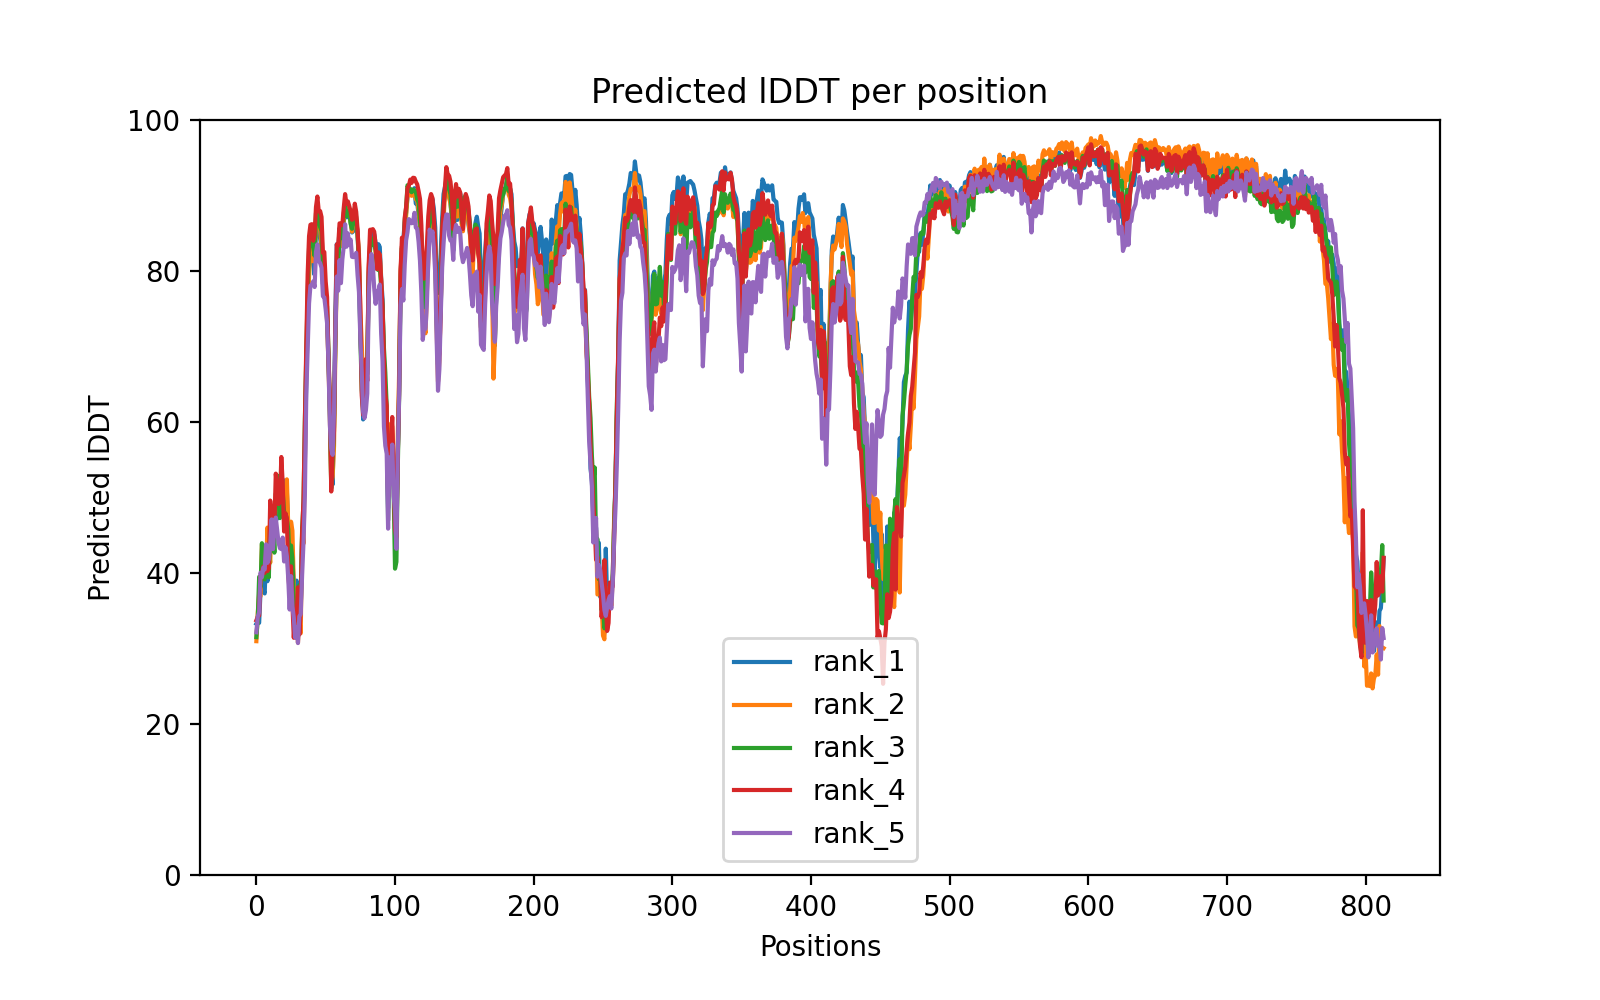 Predicted lDDT per position
100
80
60
40
20
0
Predicted lDDT
0 100 200 300 400 500 600 700 800
Positions
rank_1
rank_2
rank_3
rank_4
rank_5